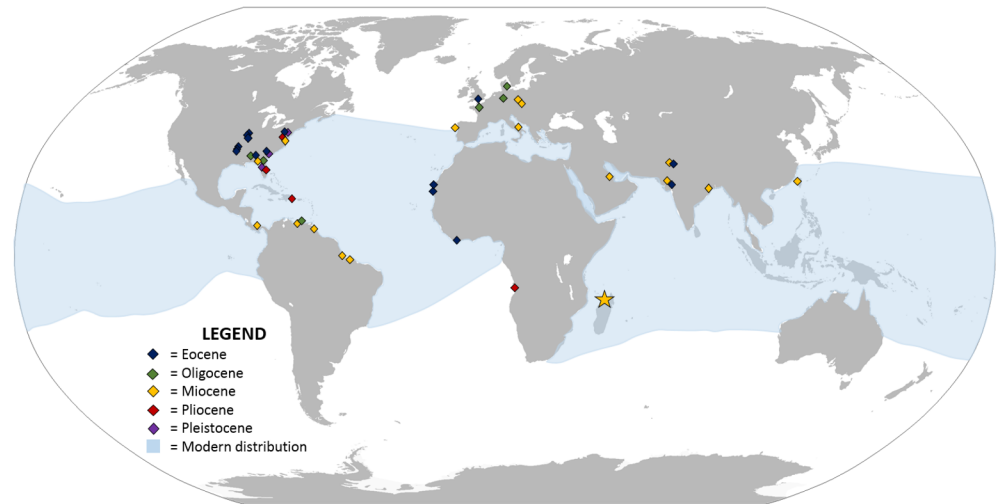 LEGEND
= Eocene
= Oligocene
= Miocene
= Pliocene
= Pleistocene
= Modern distribution